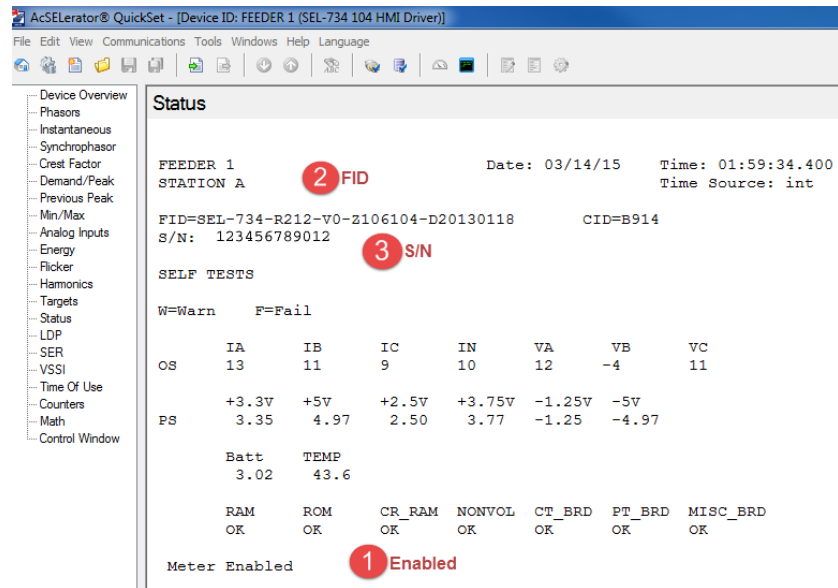 AcSELerator® QuickSet - [Device ID: FEEDER 1 (SEL-734 104 HMI Driver)]
File Edit View Communications Tools Windows Help Language
Device Overview
Phasors
Instantaneous
Synchrophasor
Crest Factor
Demand/Peak
Previous Peak
Min/Max
Analog Inputs
Energy
Flicker
Harmonics
Targets
Status
LDP
SER
VSSI
Time Of Use
Counters
Math
Control Window
Status
FEEDER 1 Date: 03/14/15 Time: 01:59:34.400
STATION A 2 FID Time Source: int
FID=SEL-734-R212-V0-Z106104-D20130118 CID=B914
S/N: 123456789012
3 S/N
SELF TESTS
W=Warn F=Fail
IA IB IC IN VA VB VC
OS 13 11 9 10 12 -4 11
+3.3V +5V +2.5V +3.75V -1.25V -5V
PS 3.35 4.97 2.50 3.77 -1.25 -4.97
Batt TEMP
3.02 43.6
RAM ROM CR_RAM NONVOL CT_BRD PT_BRD MISC_BRD
OK OK OK OK OK OK OK
Meter Enabled 1 Enabled